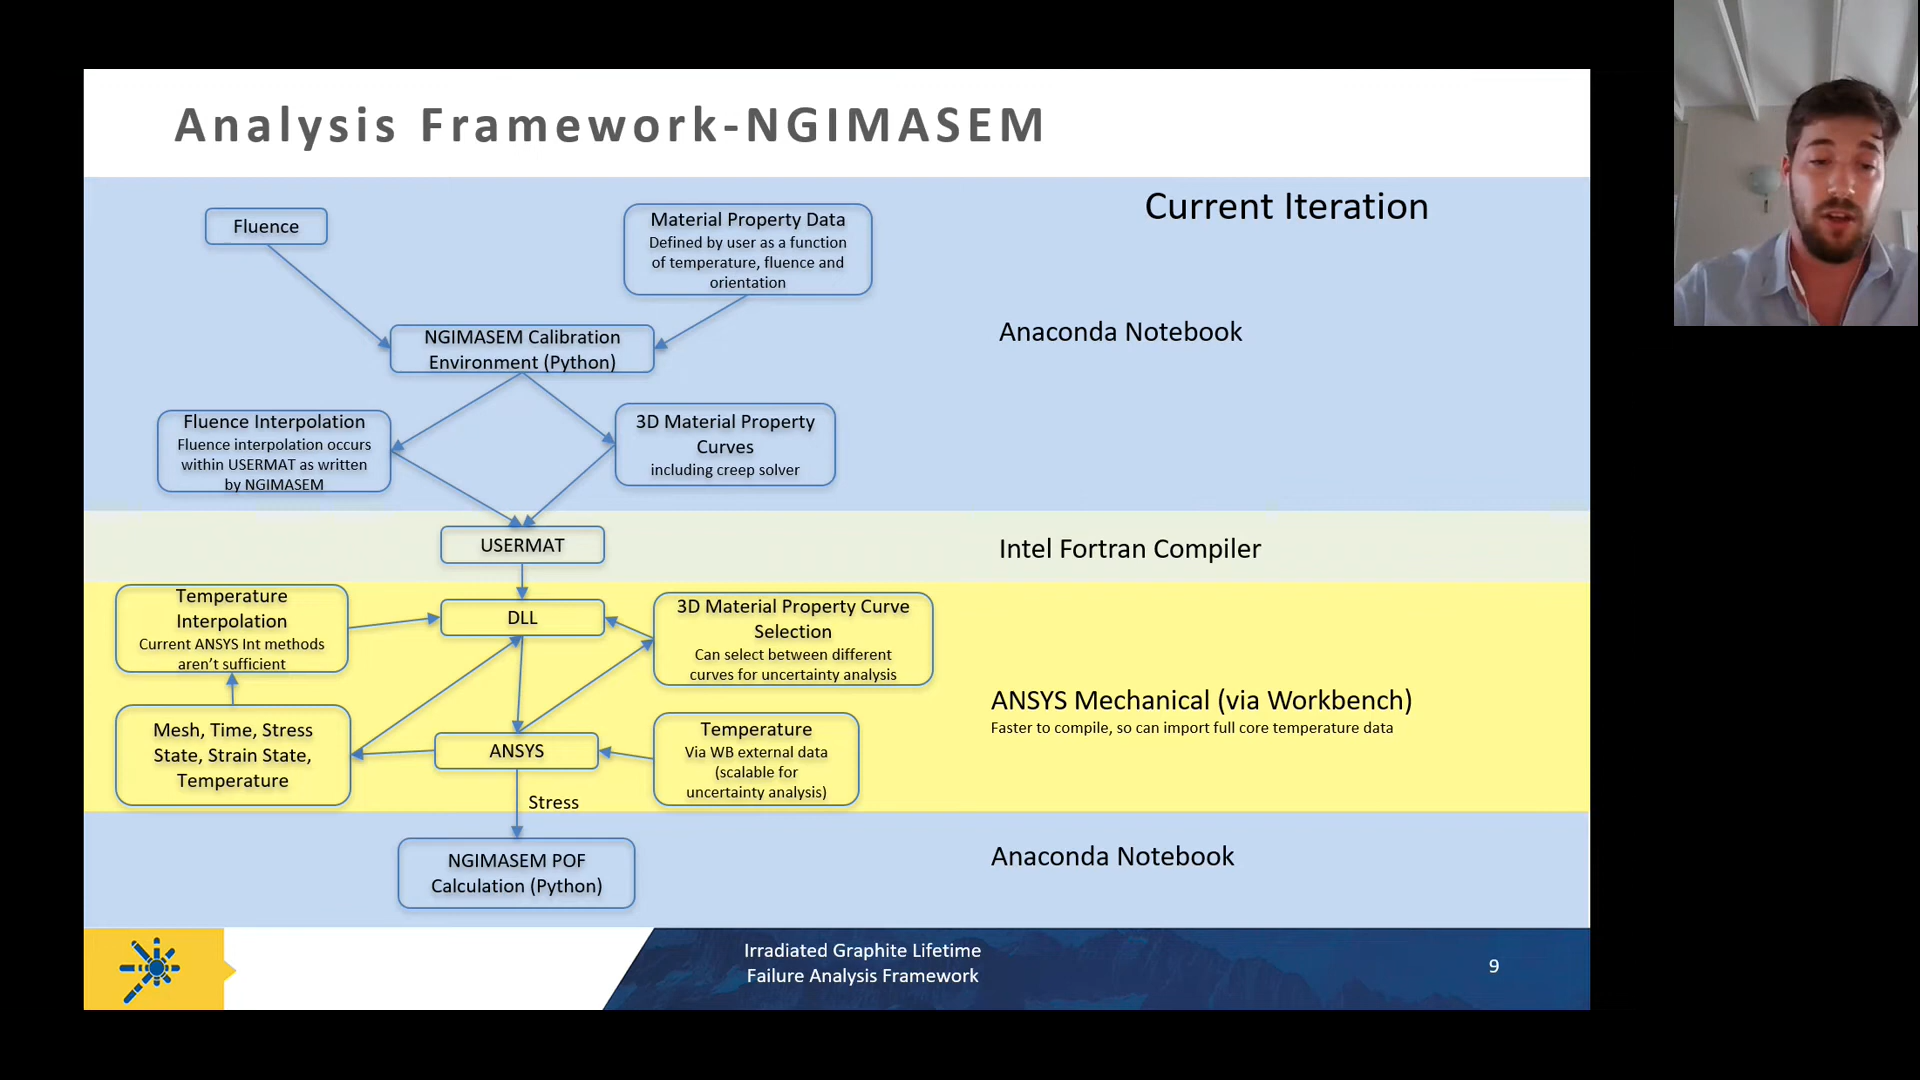 Analysis Framework-NGIMASEM
Current Iteration
Fluence
Material Property Data
Defined by user as a function
of temperature, fluence and
orientation
Anaconda Notebook
NGIMASEM Calibration
Environment (Python)
Fluence Interpolation
Fluence interpolation occurs
within USERMAT as written
by NGIMASEM
3D Material Property
Curves
including creep solver
USERMAT
Intel Fortran Compiler
Temperature
Interpolation
Current ANSYS Int methods
aren't sufficient
DLL
3D Material Property Curve
Selection
Can select between different
curves for uncertainty analysis
ANSYS Mechanical (via Workbench)
Faster to compile, so can import full core temperature data
Mesh, Time, Stress
State, Strain State,
Temperature
ANSYS
Temperature
Via WB external data
(scalable for
uncertainty analysis)
Stress
NGIMASEM POF
Calculation (Python)
Anaconda Notebook
Irradiated Graphite Lifetime
Failure Analysis Framework
9